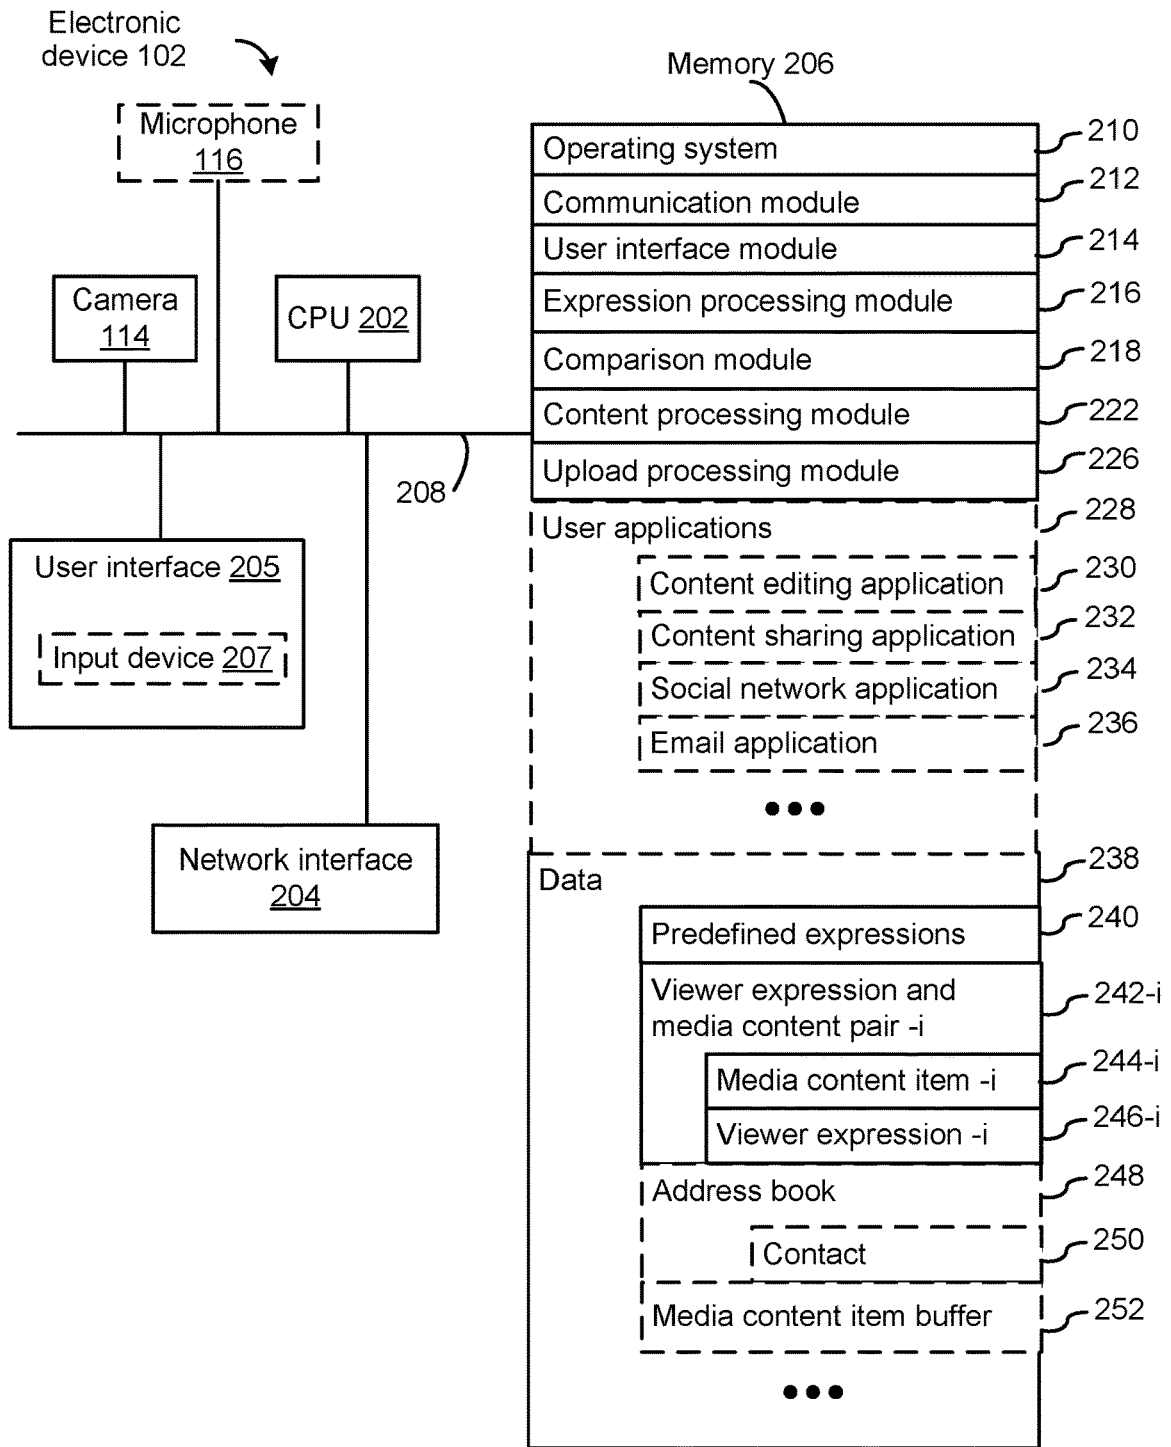 Electronic
device 102
Microphone
116
Camera
114
CPU 202
208
User interface 205
Input device 207
Network interface
204
Memory 206
Operating system 210
Communication module 212
User interface module 214
Expression processing module 216
Comparison module 218
Content processing module 222
Upload processing module 226
User applications 228
Content editing application 230
Content sharing application 232
Social network application 234
Email application 236
Data 238
Predefined expressions 240
Viewer expression and
media content pair -i 242-i
Media content item -i 244-i
Viewer expression -i 246-i
Address book 248
Contact 250
Media content item buffer 252